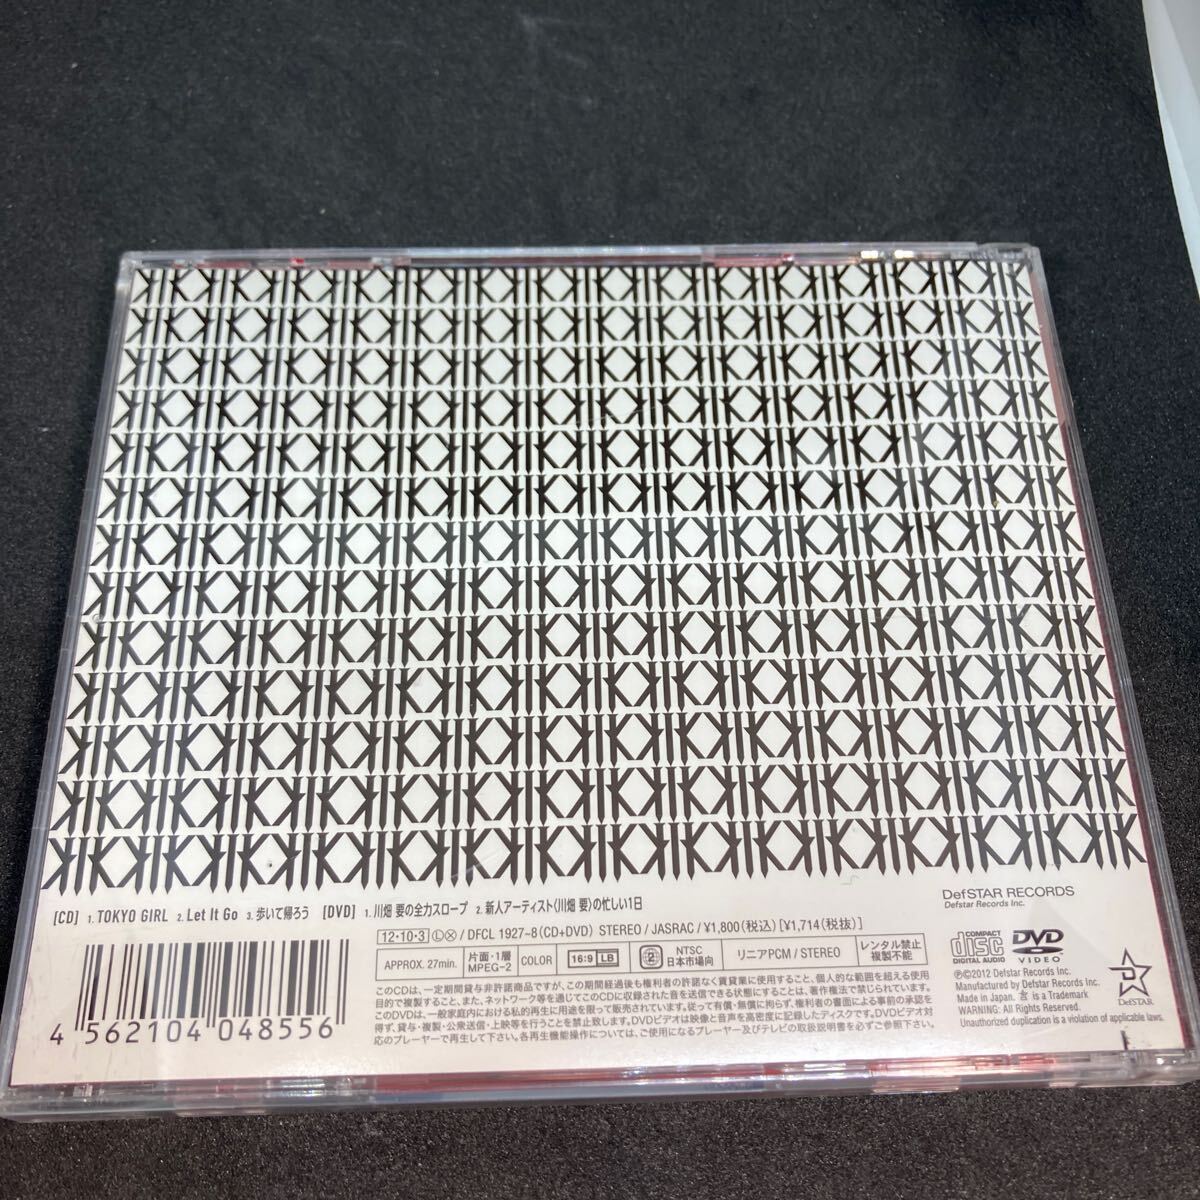 [CD] 1. TOKYO GIRL 2. Let It Go 3. 歩いて帰ろう [DVD] 1. 川畑 要の全力スロープ 2. 新人アーティスト〈川畑 要〉の忙しい1日
12・10・3 Ⓛ / DFCL 1927~8(CD+DVD) STEREO / JASRAC / ¥1,800(税込) [¥1,714(税抜)]
APPROX. 27min. 片面・1層 MPEG-2 COLOR 16:9 LB 2 NTSC 日本市場向 リニアPCM / STEREO レンタル禁止 複製不能
このCDは、一定期間貸与非許諾商品ですが、この期間経過後も権利者の許諾なく賃貸業に使用すること、個人的な範囲を超える使用
目的で複製すること、また、ネットワーク等を通じてこのCDに収録された音を送信できる状態にすることは、著作権法で禁じられています。
このDVDは、一般家庭内における私的再生に用途を限って販売されています。従って有償・無償に拘らず、権利者の書面による事前の承認を
得ず、貸与・複製・公衆送信・上映等を行うことを禁止致します。DVDビデオは映像と音声を高密度に記録したディスクです。DVDビデオ対
応のプレーヤーで再生して下さい。各再生機能操作については、ご使用になるプレーヤー及びテレビの取扱説明書を必ずご参照下さい。
4 562104 048556
DefSTAR RECORDS
Defstar Records Inc.
COMPACT disc DIGITAL AUDIO
DVD VIDEO
Ⓟ©2012 Defstar Records Inc.
Manufactured by Defstar Records Inc.
Made in Japan. is a Trademark
WARNING: All Rights Reserved.
Unauthorized duplication is a violation of applicable laws.
D
DefSTAR